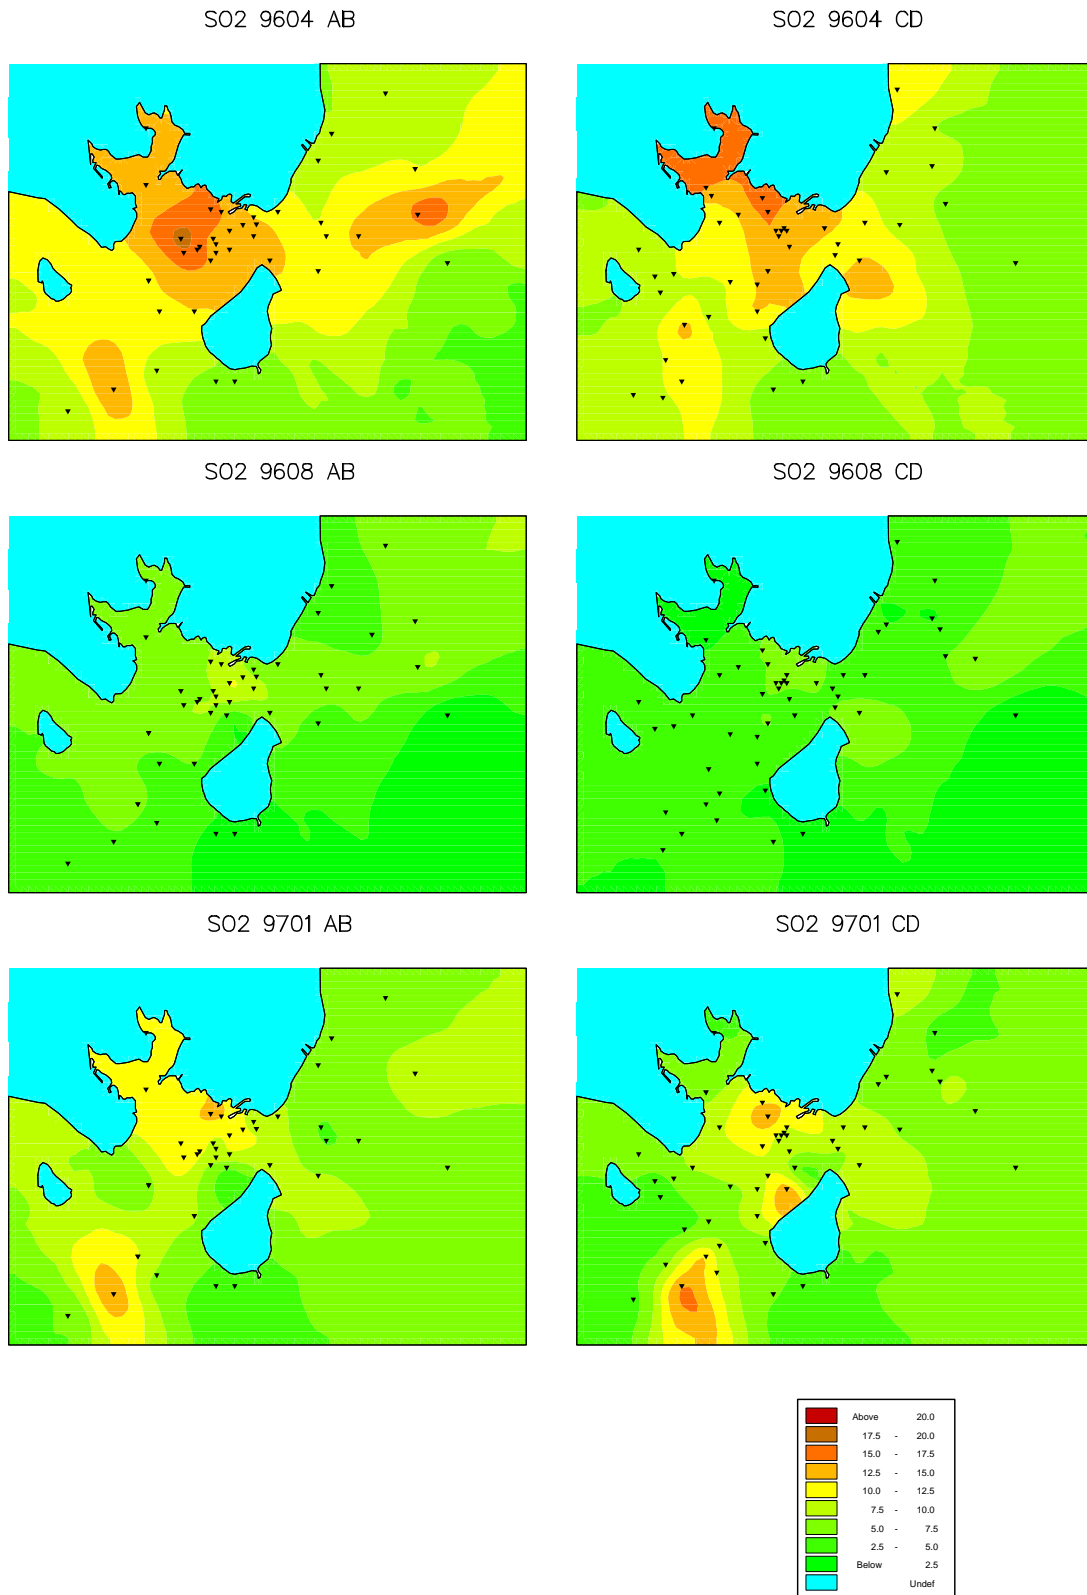 SO2 9604 AB
SO2 9604 CD
SO2 9608 AB
SO2 9608 CD
SO2 9701 AB
SO2 9701 CD
Above 20.0
17.5 - 20.0
15.0 - 17.5
12.5 - 15.0
10.0 - 12.5
7.5 - 10.0
5.0 - 7.5
2.5 - 5.0
Below 2.5
Undef